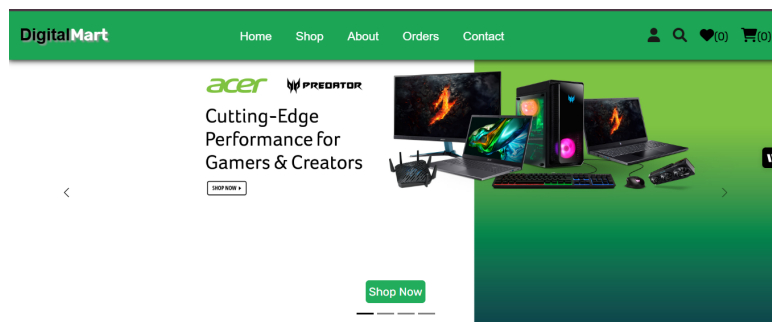 DigitalMart
Home Shop About Orders Contact
(0) (0)
acer PREDATOR
Cutting-Edge
Performance for
Gamers & Creators
SHOP NOW
Shop Now